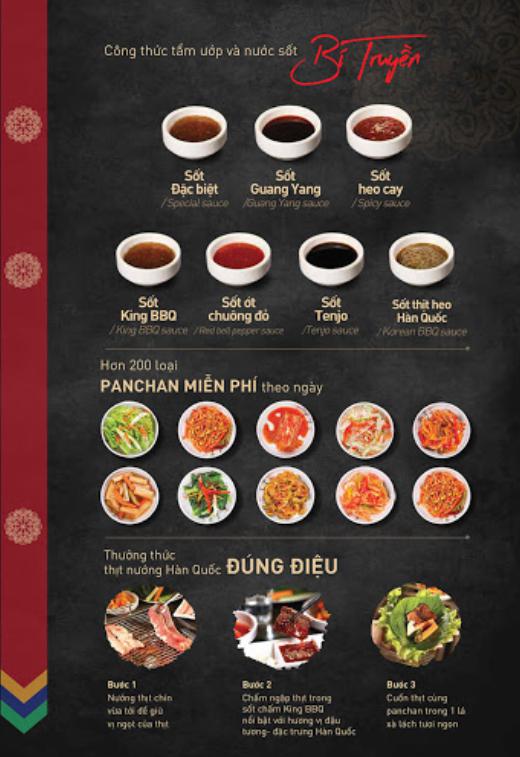 Công thức tẩm ướp và nước sốt Bí Truyền
Sốt
Đặc biệt
/Special sauce
Sốt
Guang Yang
/Guang Yang sauce
Sốt
heo cay
/Spicy sauce
Sốt
King BBQ
/King BBQ sauce
Sốt ớt
chuông đỏ
/Red bell pepper sauce
Sốt
Tenjo
/Tenjo sauce
Sốt thịt heo
Hàn Quốc
/Korean BBQ sauce
Hơn 200 loại
PANCHAN MIỄN PHÍ theo ngày
Thưởng thức
thịt nướng Hàn Quốc ĐÚNG ĐIỆU
Bước 1
Nướng thịt chín
vừa tới để giữ
vị ngọt của thịt
Bước 2
Chấm ngập thịt trong
sốt chấm King BBQ
nổi bật với hương vị đậu
tương- đặc trưng Hàn Quốc
Bước 3
Cuốn thịt cùng
panchan trong 1 lá
xà lách tươi ngon